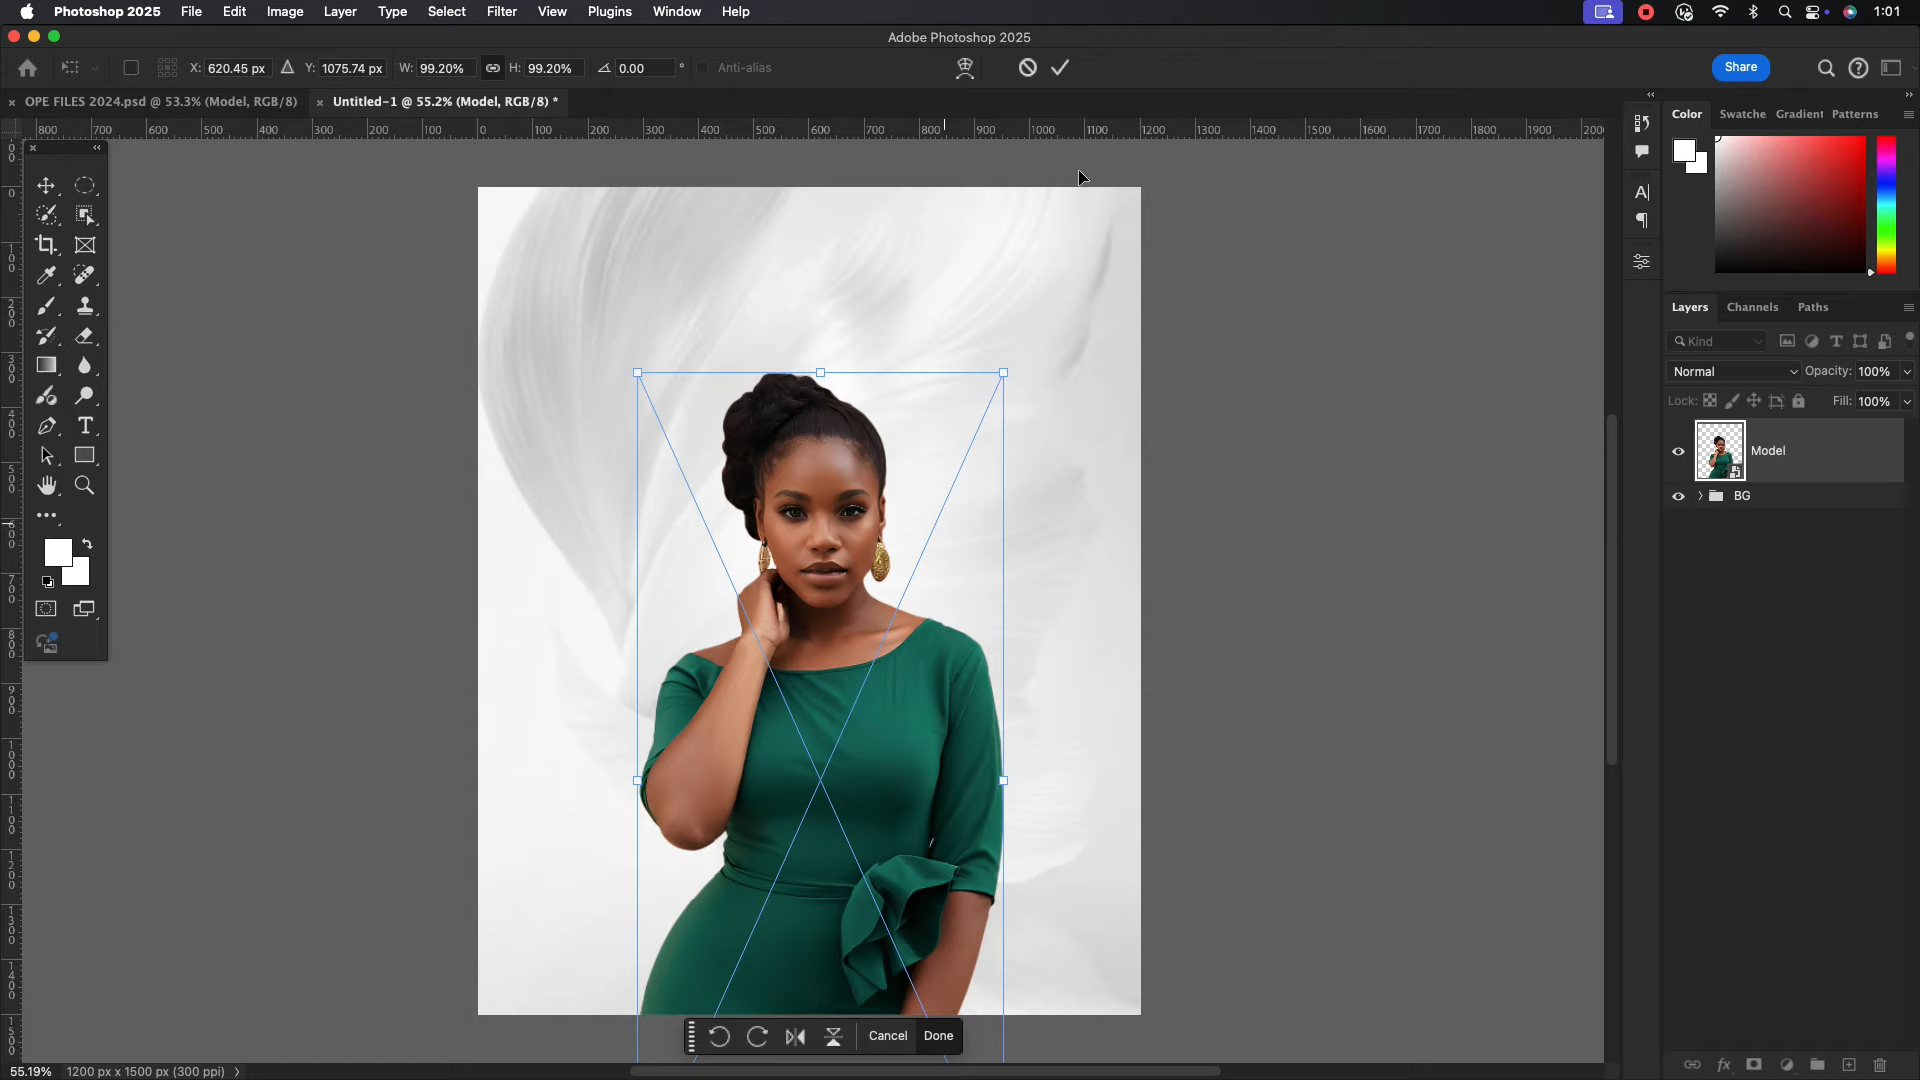 Photoshop 2025 File Edit Image Layer Type Select Filter View Plugins Window Help 1:01
Adobe Photoshop 2025
X: 620.45 px Y: 1075.74 px W: 99.20% H: 99.20% 0.00 ° Anti-alias Share
× OPE FILES 2024.psd @ 53.3% (Model, RGB/8) × Untitled-1 @ 55.2% (Model, RGB/8) *
800 700 600 500 400 300 200 100 0 100 200 300 400 500 600 700 800 900 1000 1100 1200 1300 1400 1500 1600 1700 1800 1900
Color Swatche Gradient Patterns
Layers Channels Paths
Kind
Normal Opacity: 100%
Lock: Fill: 100%
Model
BG
Cancel Done
55.19% 1200 px x 1500 px (300 ppi)